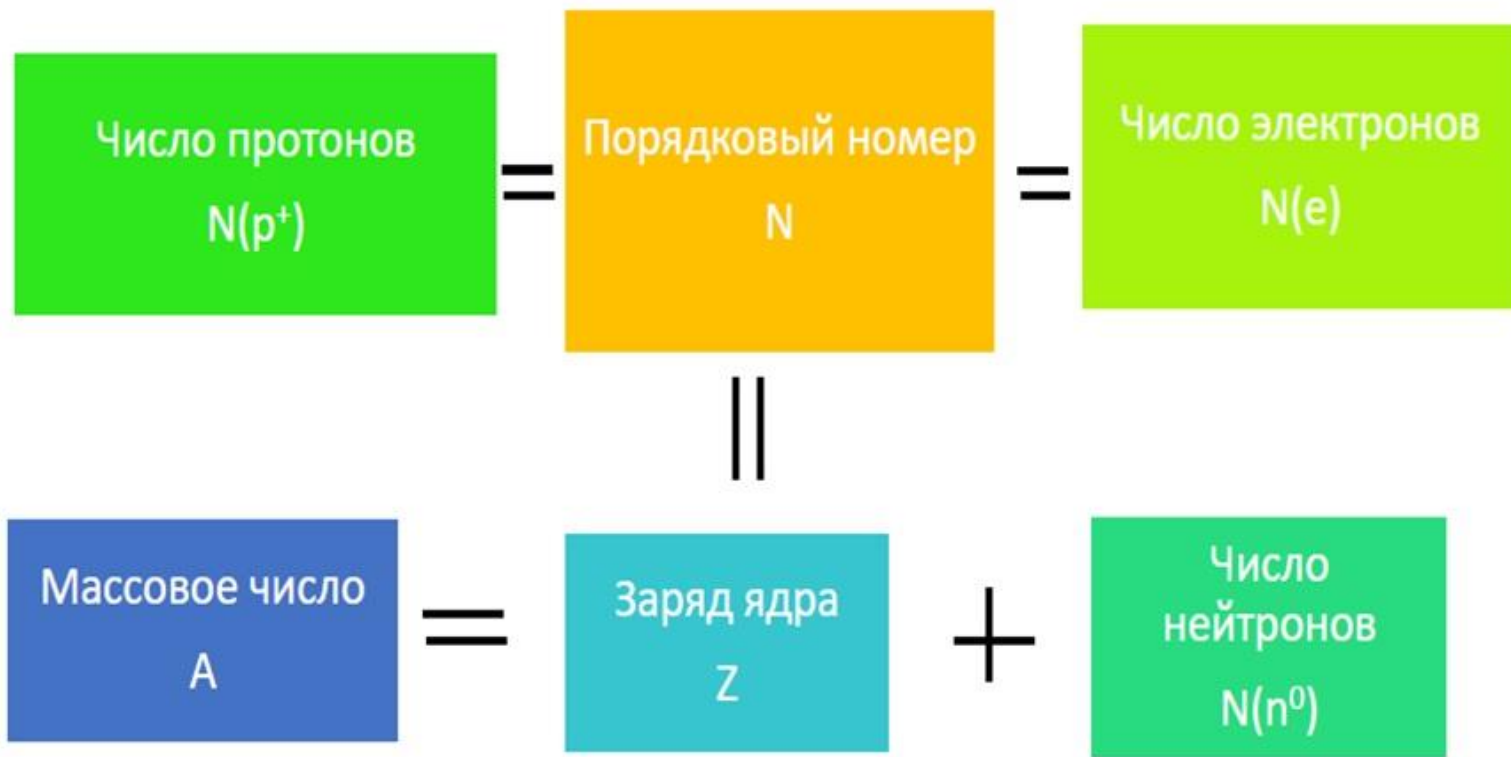 Число протонов
N(p⁺)
=
Порядковый номер
N
=
Число электронов
N(e)
||
Массовое число
A
=
Заряд ядра
Z
+
Число
нейтронов
N(n⁰)